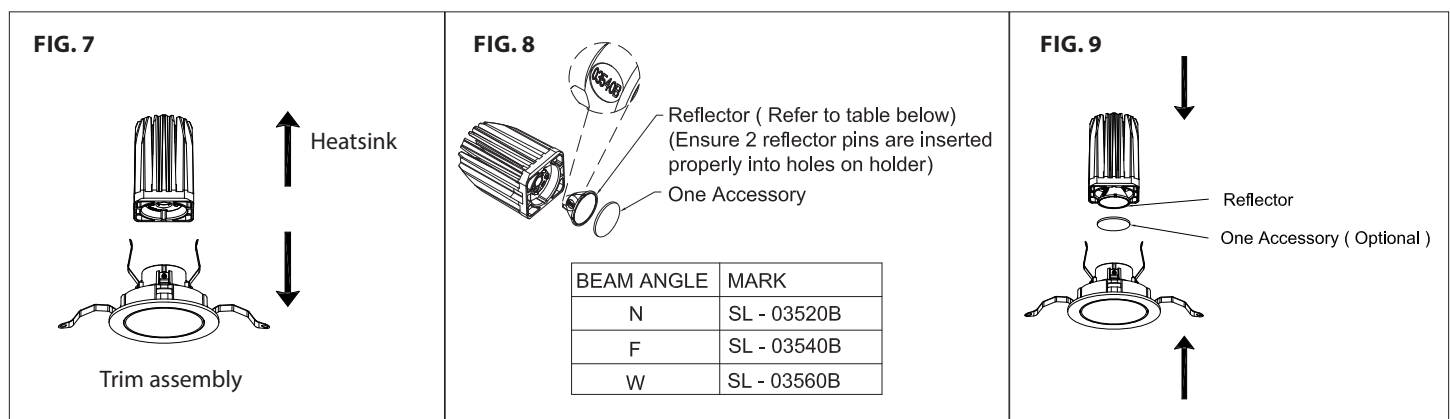 FIG. 7
Heatsink
Trim assembly
FIG. 8
03540B
Reflector ( Refer to table below)
(Ensure 2 reflector pins are inserted
properly into holes on holder)
One Accessory
BEAM ANGLE MARK
N SL - 03520B
F SL - 03540B
W SL - 03560B
FIG. 9
Reflector
One Accessory ( Optional )